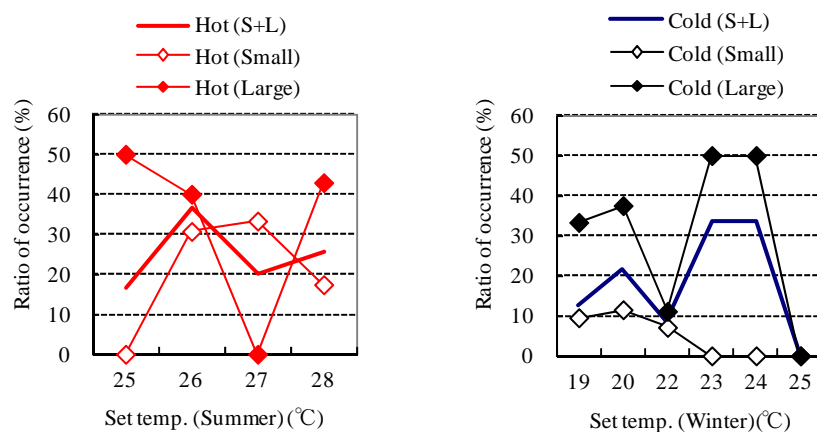 Hot (S+L)
Hot (Small)
Hot (Large)
Ratio of occurrence (%)
60
50
40
30
20
10
0
25 26 27 28
Set temp. (Summer) (℃)
Cold (S+L)
Cold (Small)
Cold (Large)
Ratio of occurrence (%)
60
50
40
30
20
10
0
19 20 22 23 24 25
Set temp. (Winter) (℃)